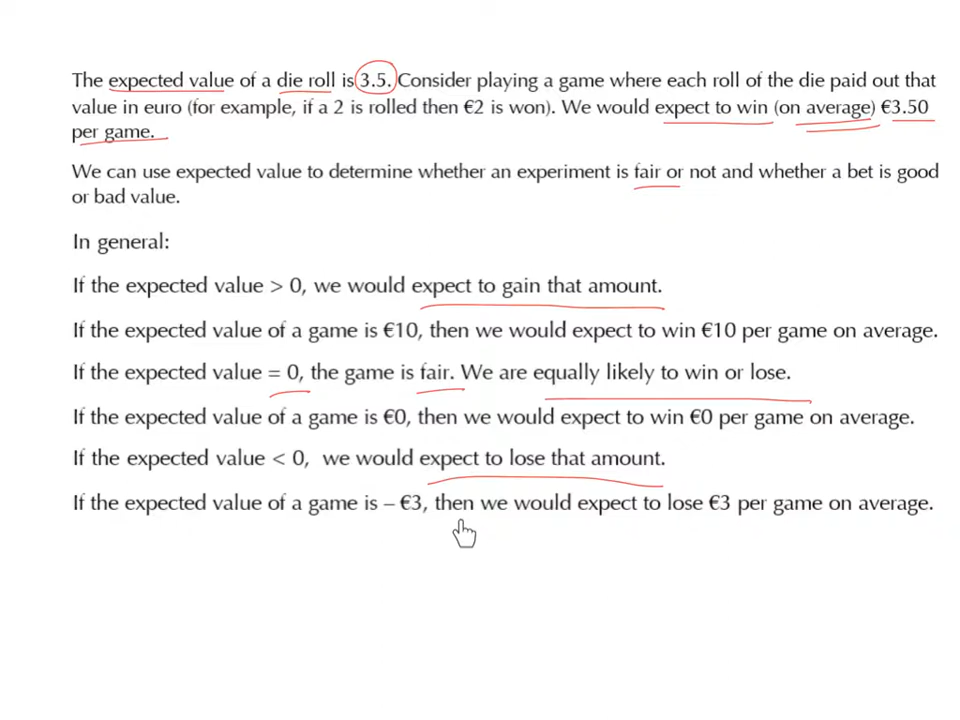 The expected value of a die roll is 3.5. Consider playing a game where each roll of the die paid out that
value in euro (for example, if a 2 is rolled then €2 is won). We would expect to win (on average) €3.50
per game.
We can use expected value to determine whether an experiment is fair or not and whether a bet is good
or bad value.
In general:
If the expected value > 0, we would expect to gain that amount.
If the expected value of a game is €10, then we would expect to win €10 per game on average.
If the expected value = 0, the game is fair. We are equally likely to win or lose.
If the expected value of a game is €0, then we would expect to win €0 per game on average.
If the expected value < 0, we would expect to lose that amount.
If the expected value of a game is – €3, then we would expect to lose €3 per game on average.